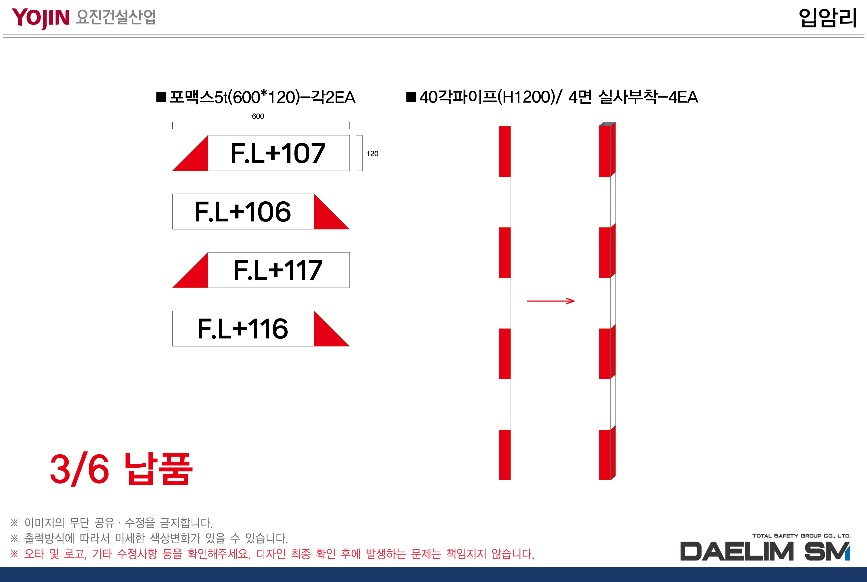 YOJIN 요진건설산업
입암리
■ 포맥스5t(600*120)-각2EA
■ 40각파이프(H1200)/ 4면 실사부착-4EA
600
120
F.L+107
F.L+106
F.L+117
F.L+116
3/6 납품
※ 이미지의 무단 공유 · 수정을 금지합니다.
※ 출력방식에 따라서 미세한 색상변화가 있을 수 있습니다.
※ 오타 및 로고, 기타 수정사항 등을 확인해주세요. 디자인 최종 확인 후에 발생하는 문제는 책임지지 않습니다.
TOTAL SAFETY GROUP CO., LTD.
DAELIM SM